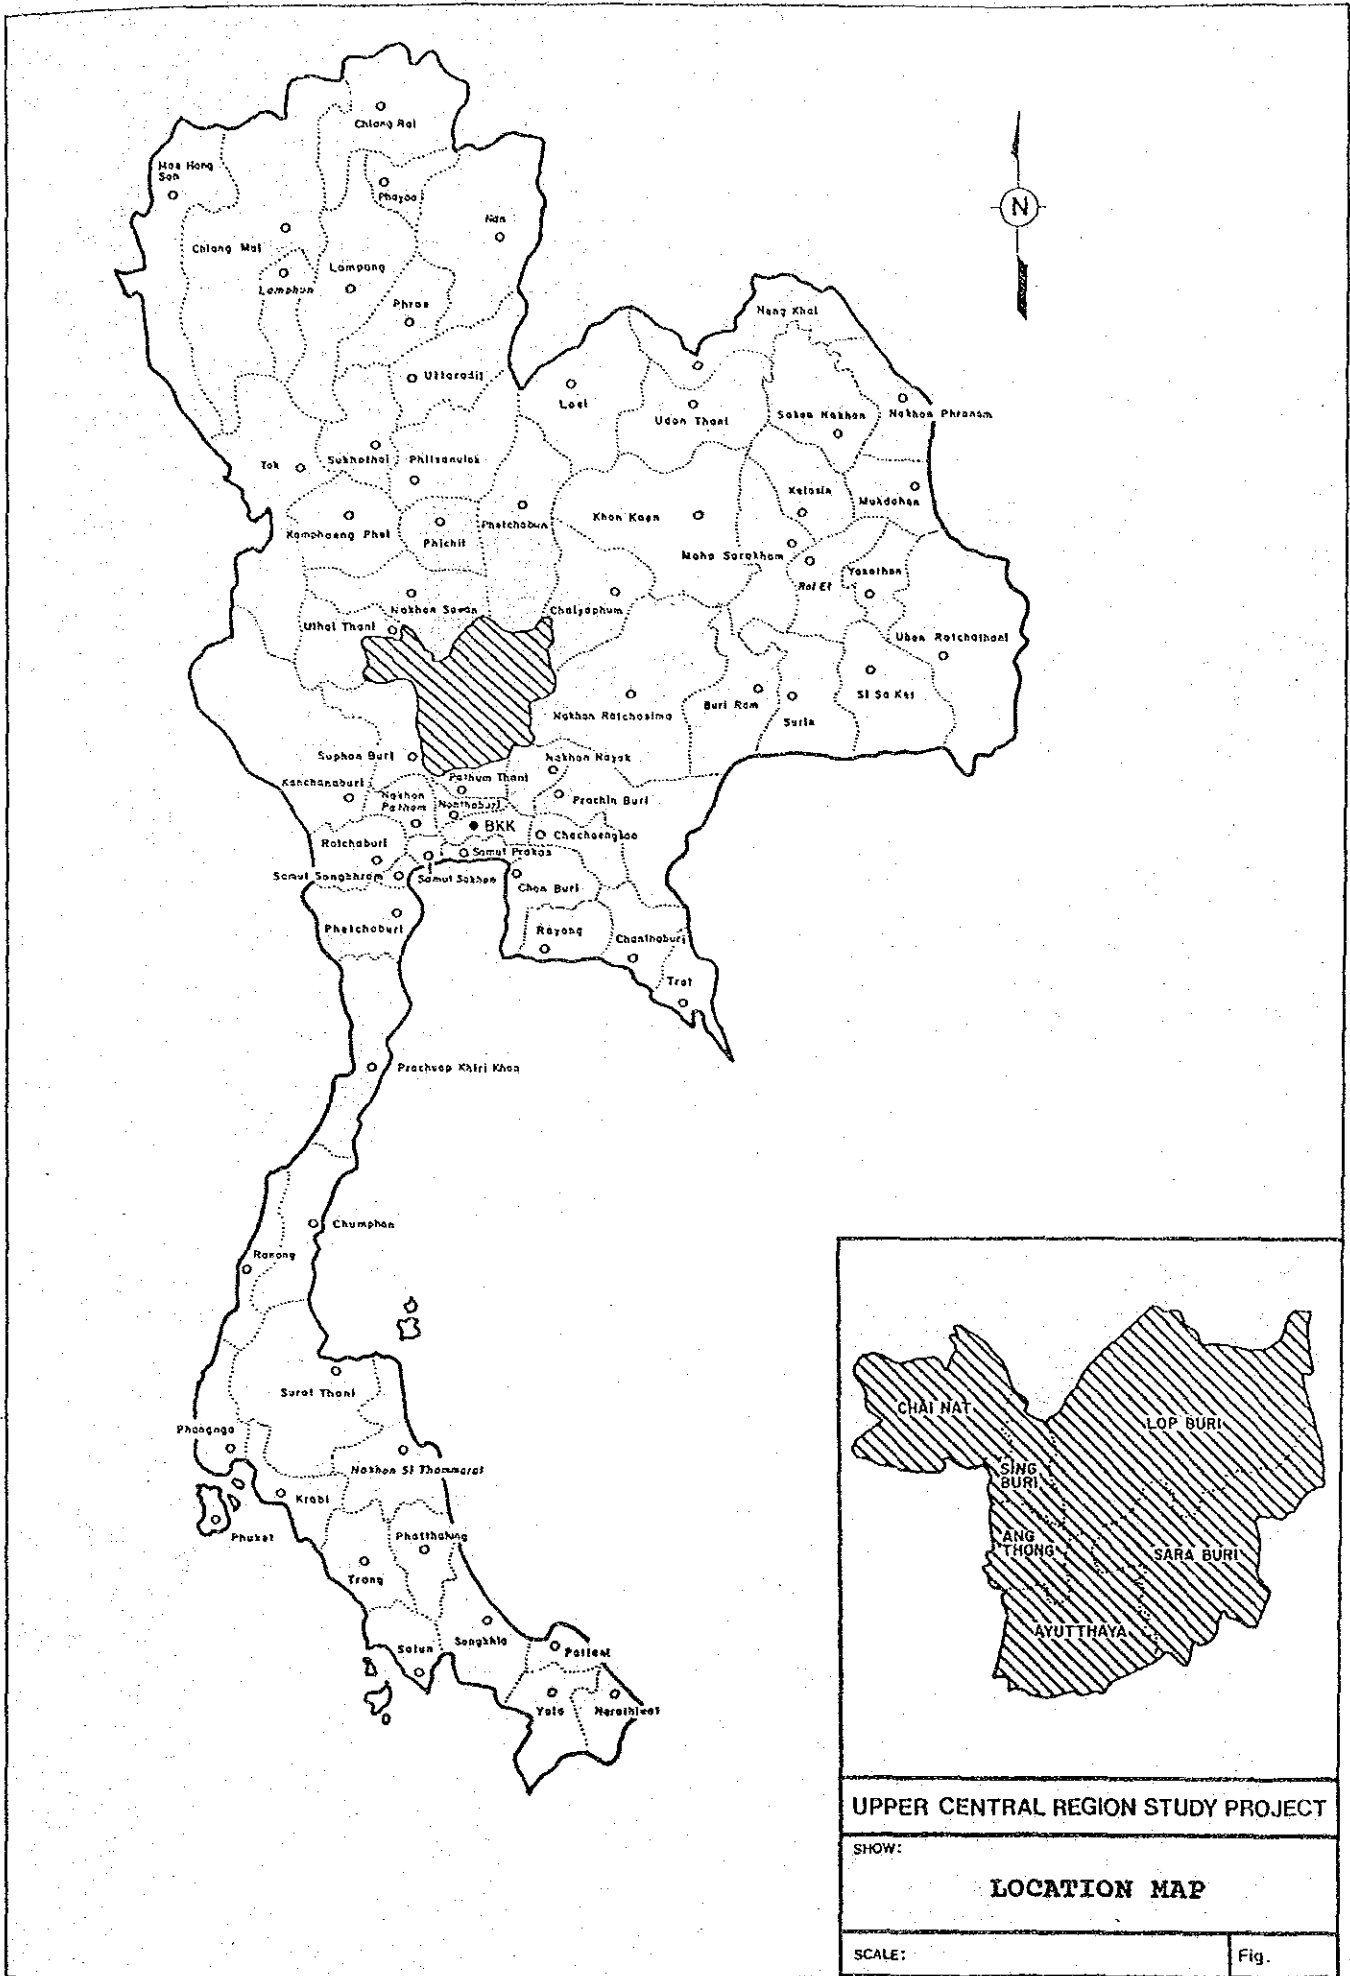 Chiang Rai
Mae Hong
Son
Phayao
Nan
Chiang Mai
Lampang
Lamphun
Phrae
Nong Khai
Uttaradit
Loei
Udon Thani
Sakon Nakhon
Nakhon Phranom
Tak
Sukhothai
Phitsanulok
Kalasin
Mukdahan
Kamphaeng Phet
Phichit
Phetchabun
Khon Kaen
Maha Sarakham
Roi Et
Yasothon
Nakhon Sawan
Chaiyaphum
Uthai Thani
Ubon Ratchathani
Nakhon Ratchasima
Buri Ram
Surin
Si Sa Ket
Suphan Buri
Nakhon Nayok
Kanchanaburi
Pathum Thani
Nakhon
Pathom
Nonthaburi
Prachin Buri
BKK
Ratchaburi
Chachoengsao
Samut Prakas
Samut Songkhram
Samut Sakhon
Chon Buri
Phetchaburi
Rayong
Chanthaburi
Trat
Prachuap Khiri Khan
Chumphon
Ranong
Surat Thani
Phangnga
Nakhon Si Thammarat
Krabi
Phuket
Phatthalung
Trang
Satun
Songkhla
Pattani
Yala
Narathiwat
N
CHAI NAT
LOP BURI
SING
BURI
ANG
THONG
SARA BURI
AYUTTHAYA
UPPER CENTRAL REGION STUDY PROJECT
SHOW:
LOCATION MAP
SCALE:
Fig.